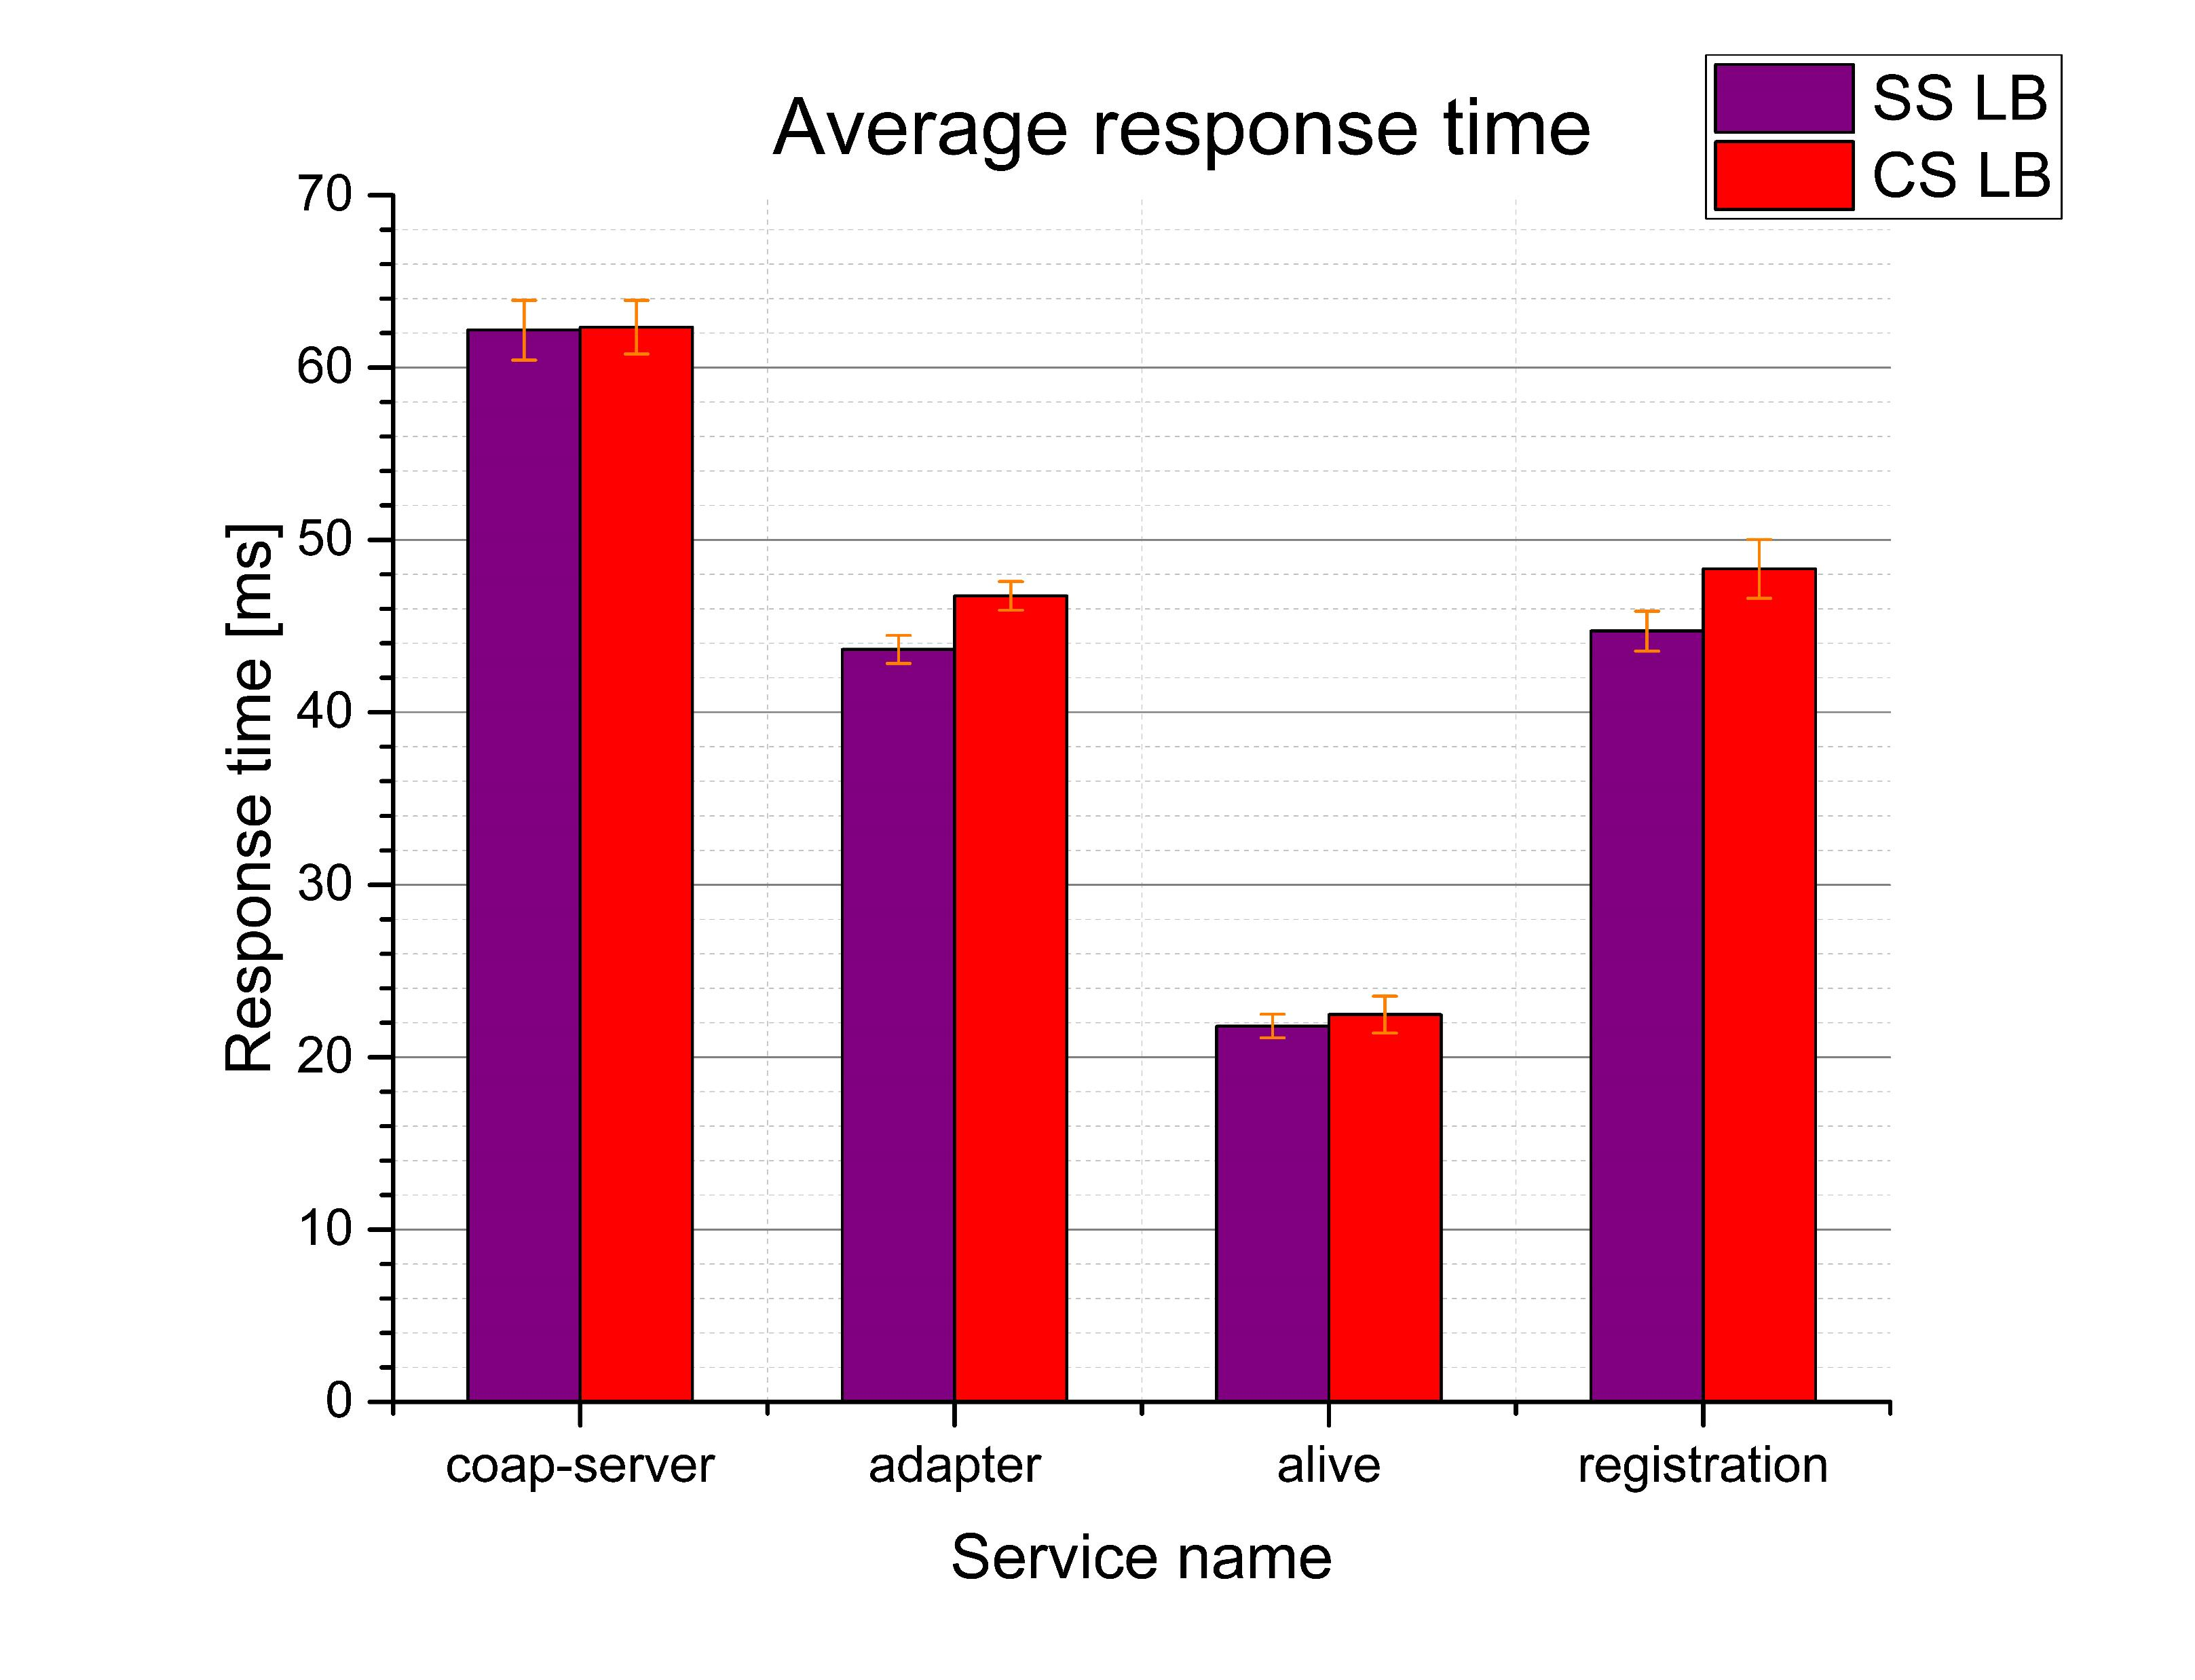 Average response time
SS LB
CS LB
Response time [ms]
70
60
50
40
30
20
10
0
coap-server adapter alive registration
Service name